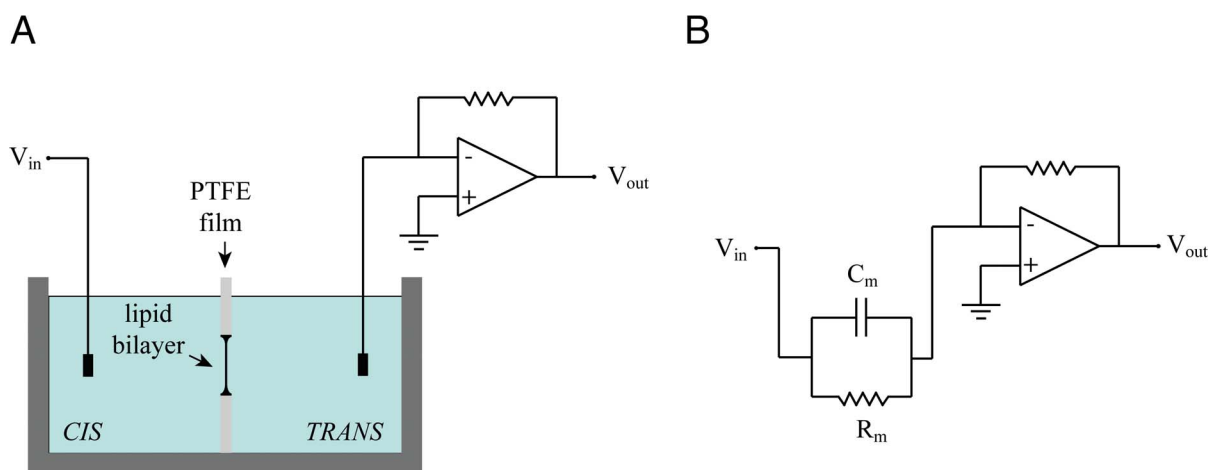 A
V_in
PTFE
film
lipid
bilayer
CIS
TRANS
-
+
V_out
B
V_in
C_m
R_m
-
+
V_out